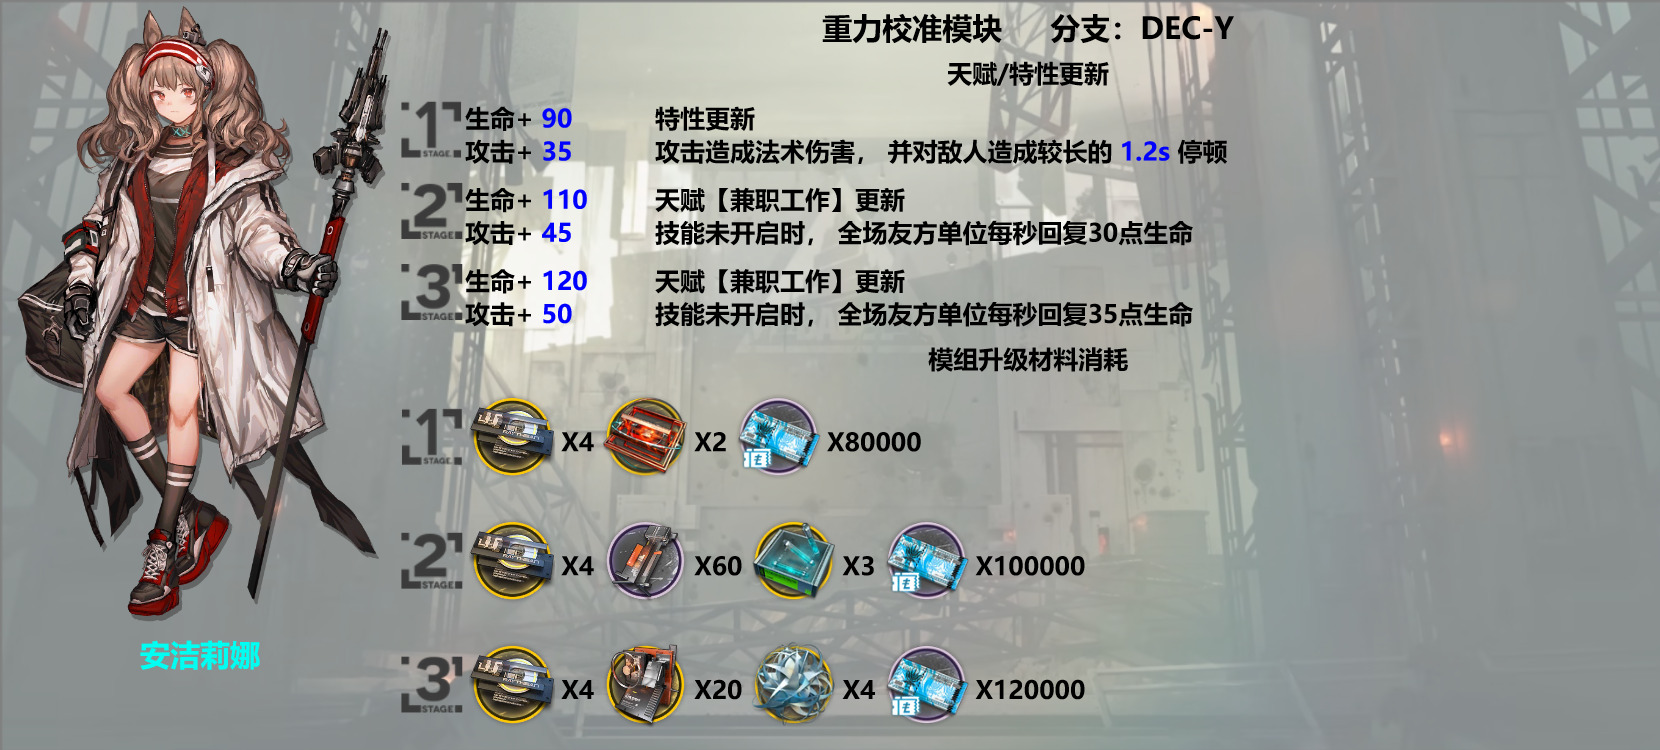 重力校准模块 分支：DEC-Y
天赋/特性更新
1 STAGE. 生命+ 90 特性更新
攻击+ 35 攻击造成法术伤害， 并对敌人造成较长的 1.2s 停顿
2 STAGE. 生命+ 110 天赋【兼职工作】更新
攻击+ 45 技能未开启时， 全场友方单位每秒回复30点生命
3 STAGE. 生命+ 120 天赋【兼职工作】更新
攻击+ 50 技能未开启时， 全场友方单位每秒回复35点生命
模组升级材料消耗
1 STAGE. X4 X2 X80000
2 STAGE. X4 X60 X3 X100000
安洁莉娜
3 STAGE. X4 X20 X4 X120000